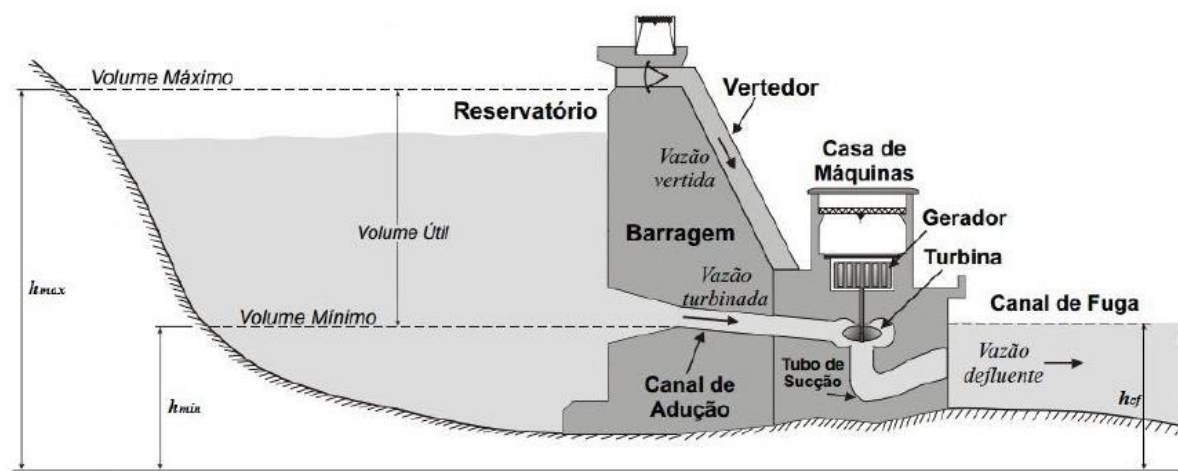 Volume Máximo
Reservatório
Vertedor
Vazão
vertida
Casa de
Máquinas
Gerador
Turbina
Volume Útil
Barragem
Vazão
turbinada
hmax
Volume Mínimo
Canal de Fuga
Vazão
defluente
Tubo de
Sucção
Canal de
Adução
hmin
hcf